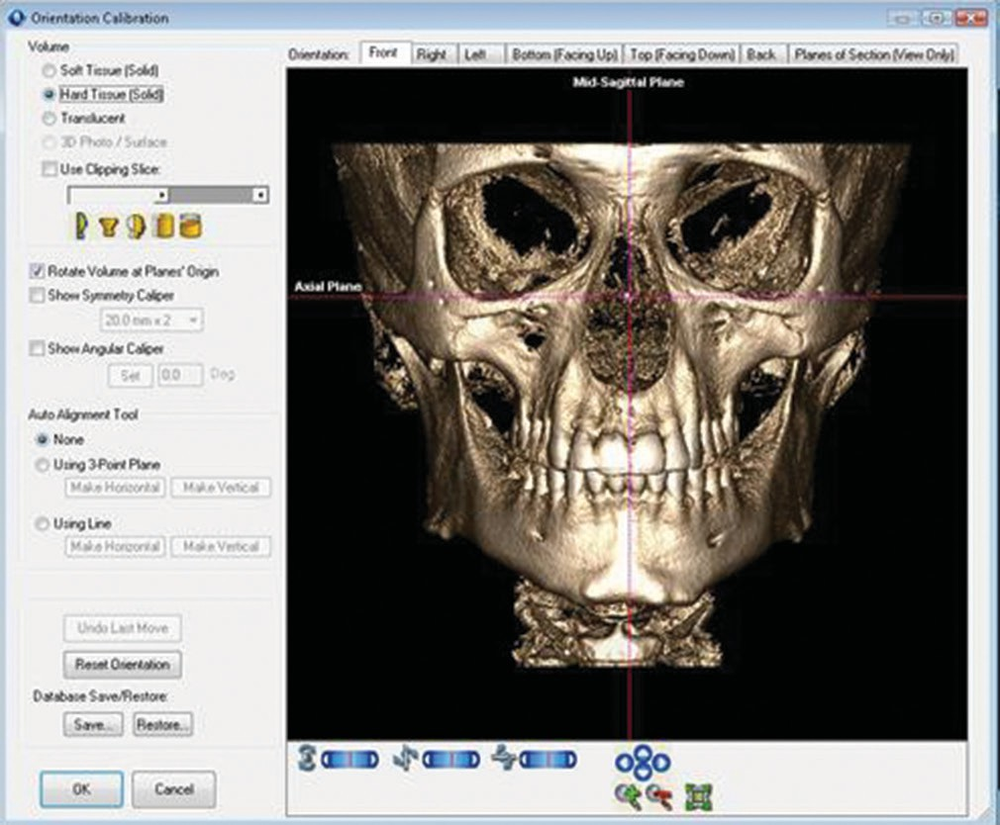 Orientation Calibration
Volume
Soft Tissue (Solid)
Hard Tissue (Solid)
Translucent
3D Photo / Surface
Use Clipping Slice:
Rotate Volume at Planes' Origin
Show Symmetry Caliper
20.0 mm x 2
Show Angular Caliper
Set 0.0 Deg
Auto Alignment Tool
None
Using 3-Point Plane
Make Horizontal Make Vertical
Using Line
Make Horizontal Make Vertical
Undo Last Move
Reset Orientation
Database Save/Restore:
Save... Restore...
OK Cancel
Orientation: Front Right Left Bottom (Facing Up) Top (Facing Down) Back Planes of Section (View Only)
Mid-Sagittal Plane
Axial Plane